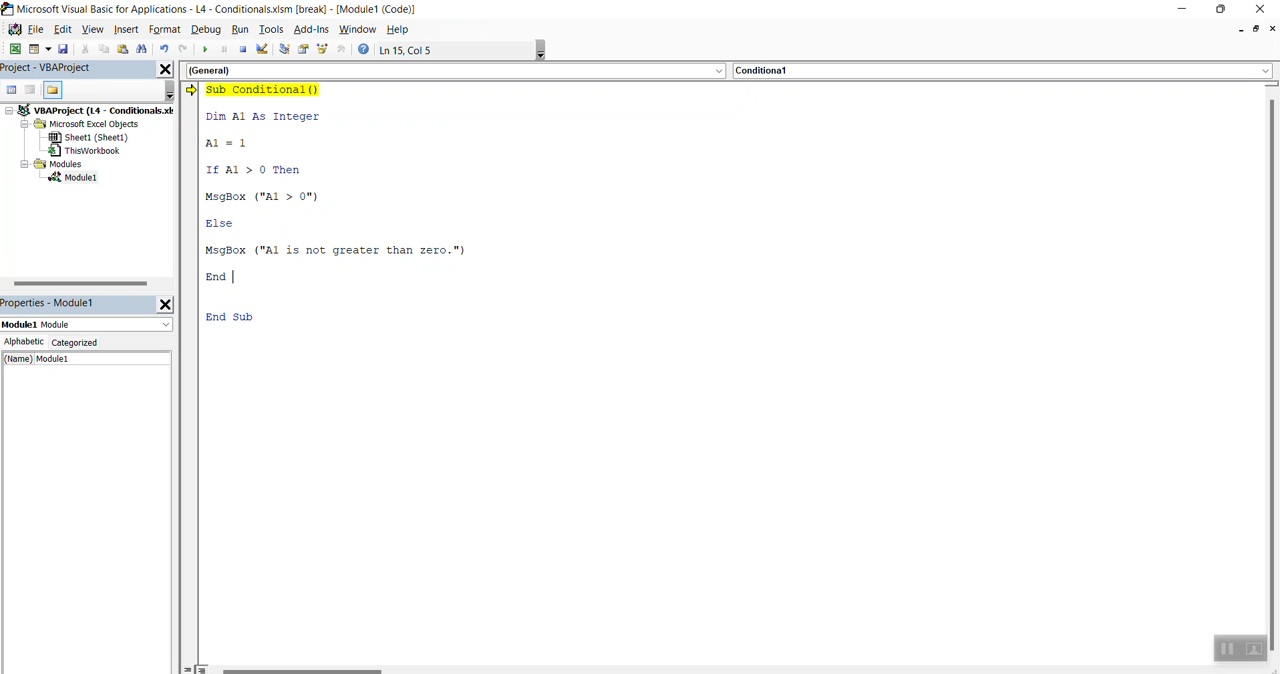 Microsoft Visual Basic for Applications - L4 - Conditionals.xlsm [break] - [Module1 (Code)]
File Edit View Insert Format Debug Run Tools Add-Ins Window Help
Ln 15, Col 5
Project - VBAProject
(General) Conditional
VBAProject (L4 - Conditionals.xls
Microsoft Excel Objects
Sheet1 (Sheet1)
ThisWorkbook
Modules
Module1
Sub Conditional()
Dim A1 As Integer
A1 = 1
If A1 > 0 Then
MsgBox ("A1 > 0")
Else
MsgBox ("A1 is not greater than zero.")
End
End Sub
Properties - Module1
Module1 Module
Alphabetic Categorized
(Name) Module1